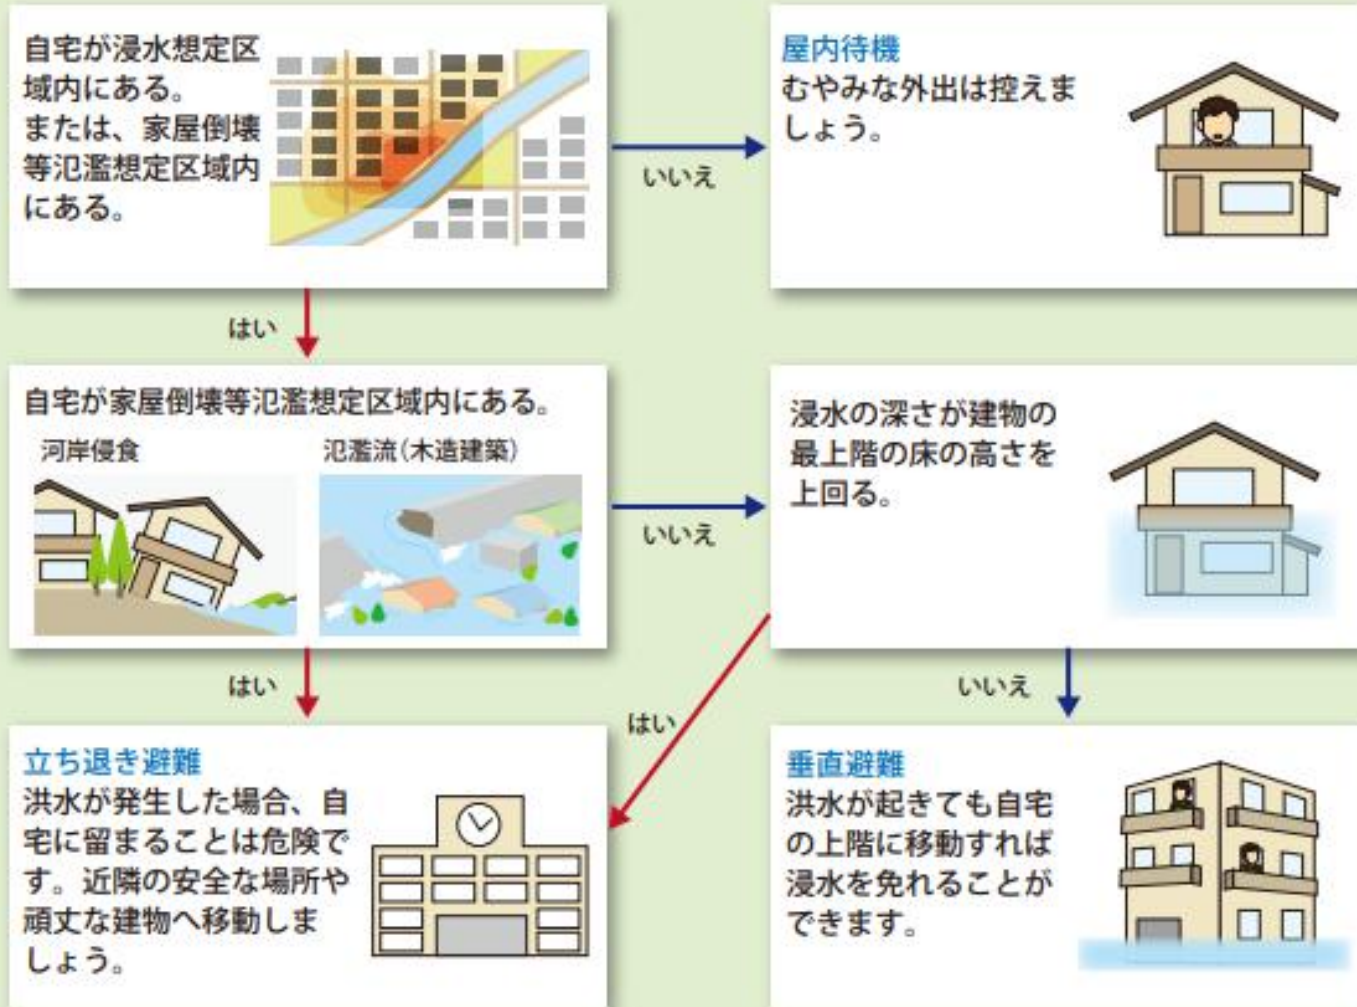 自宅が浸水想定区
域内にある。
または、家屋倒壊
等氾濫想定区域内
にある。
いいえ
屋内待機
むやみな外出は控えま
しょう。
はい
自宅が家屋倒壊等氾濫想定区域内にある。
河岸侵食
氾濫流(木造建築)
いいえ
浸水の深さが建物の
最上階の床の高さを
上回る。
はい
はい
いいえ
立ち退き避難
洪水が発生した場合、自
宅に留まることは危険で
す。近隣の安全な場所や
頑丈な建物へ移動しま
しょう。
垂直避難
洪水が起きても自宅
の上階に移動すれば
浸水を免れることが
できます。